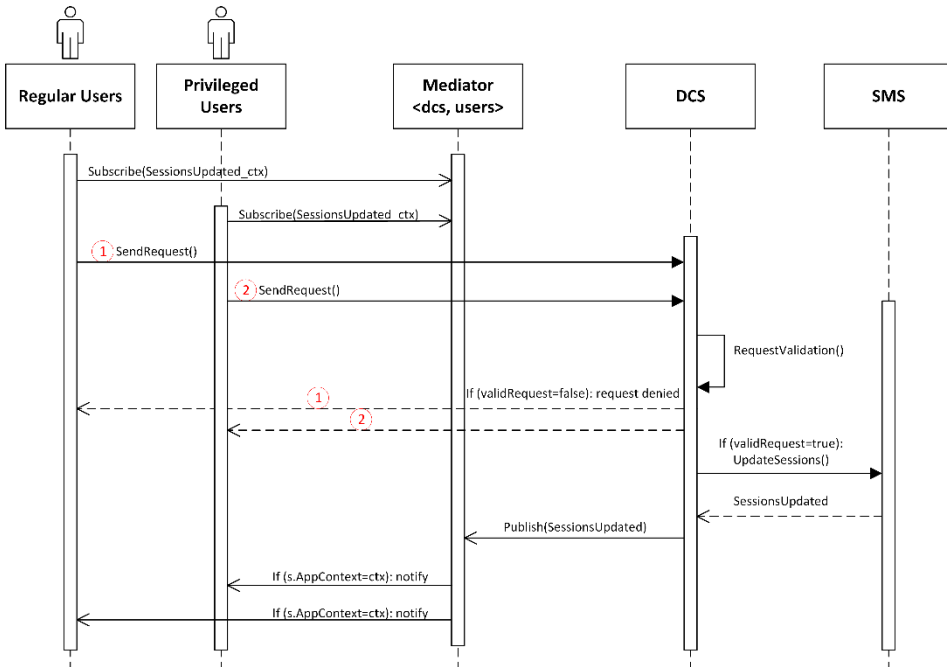 Regular Users
Privileged
Users
Mediator
<dcs, users>
DCS
SMS
Subscribe(SessionsUpdated_ctx)
Subscribe(SessionsUpdated_ctx)
1 SendRequest()
2 SendRequest()
RequestValidation()
If (validRequest=false): request denied
1
2
If (validRequest=true):
UpdateSessions()
SessionsUpdated
Publish(SessionsUpdated)
If (s.AppContext=ctx): notify
If (s.AppContext=ctx): notify